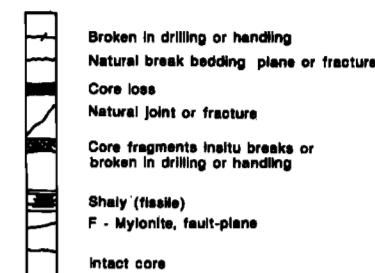 Broken in drilling or handling
Natural break bedding plane or fracture
Core loss
Natural joint or fracture
Core fragments insitu breaks or
broken in drilling or handling
Shaly (fissile)
F - Mylonite, fault-plane
Intact core